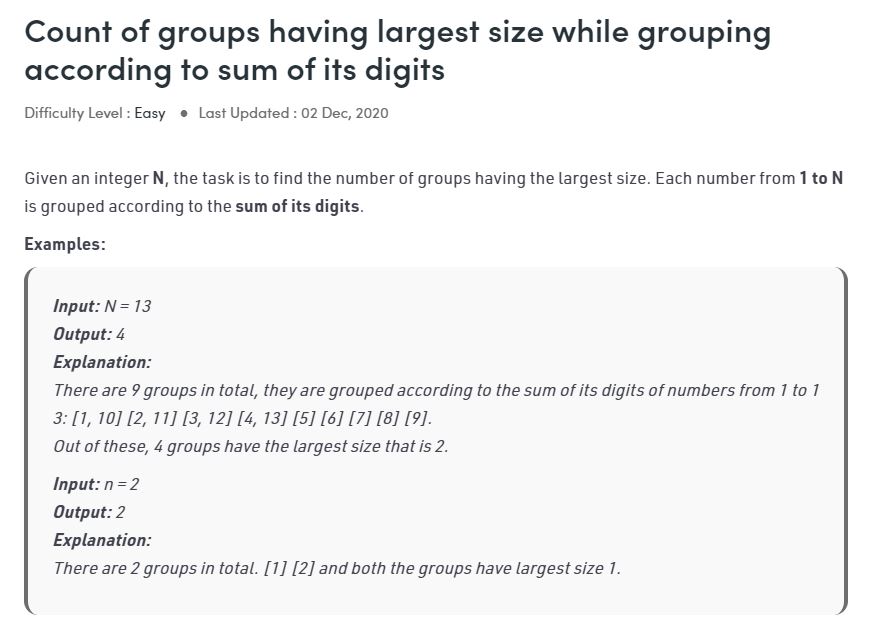 Count of groups having largest size while grouping
according to sum of its digits
Difficulty Level : Easy ● Last Updated : 02 Dec, 2020
Given an integer N, the task is to find the number of groups having the largest size. Each number from 1 to N
is grouped according to the sum of its digits.
Examples:
Input: N = 13
Output: 4
Explanation:
There are 9 groups in total, they are grouped according to the sum of its digits of numbers from 1 to 1
3: [1, 10] [2, 11] [3, 12] [4, 13] [5] [6] [7] [8] [9].
Out of these, 4 groups have the largest size that is 2.
Input: n = 2
Output: 2
Explanation:
There are 2 groups in total. [1] [2] and both the groups have largest size 1.